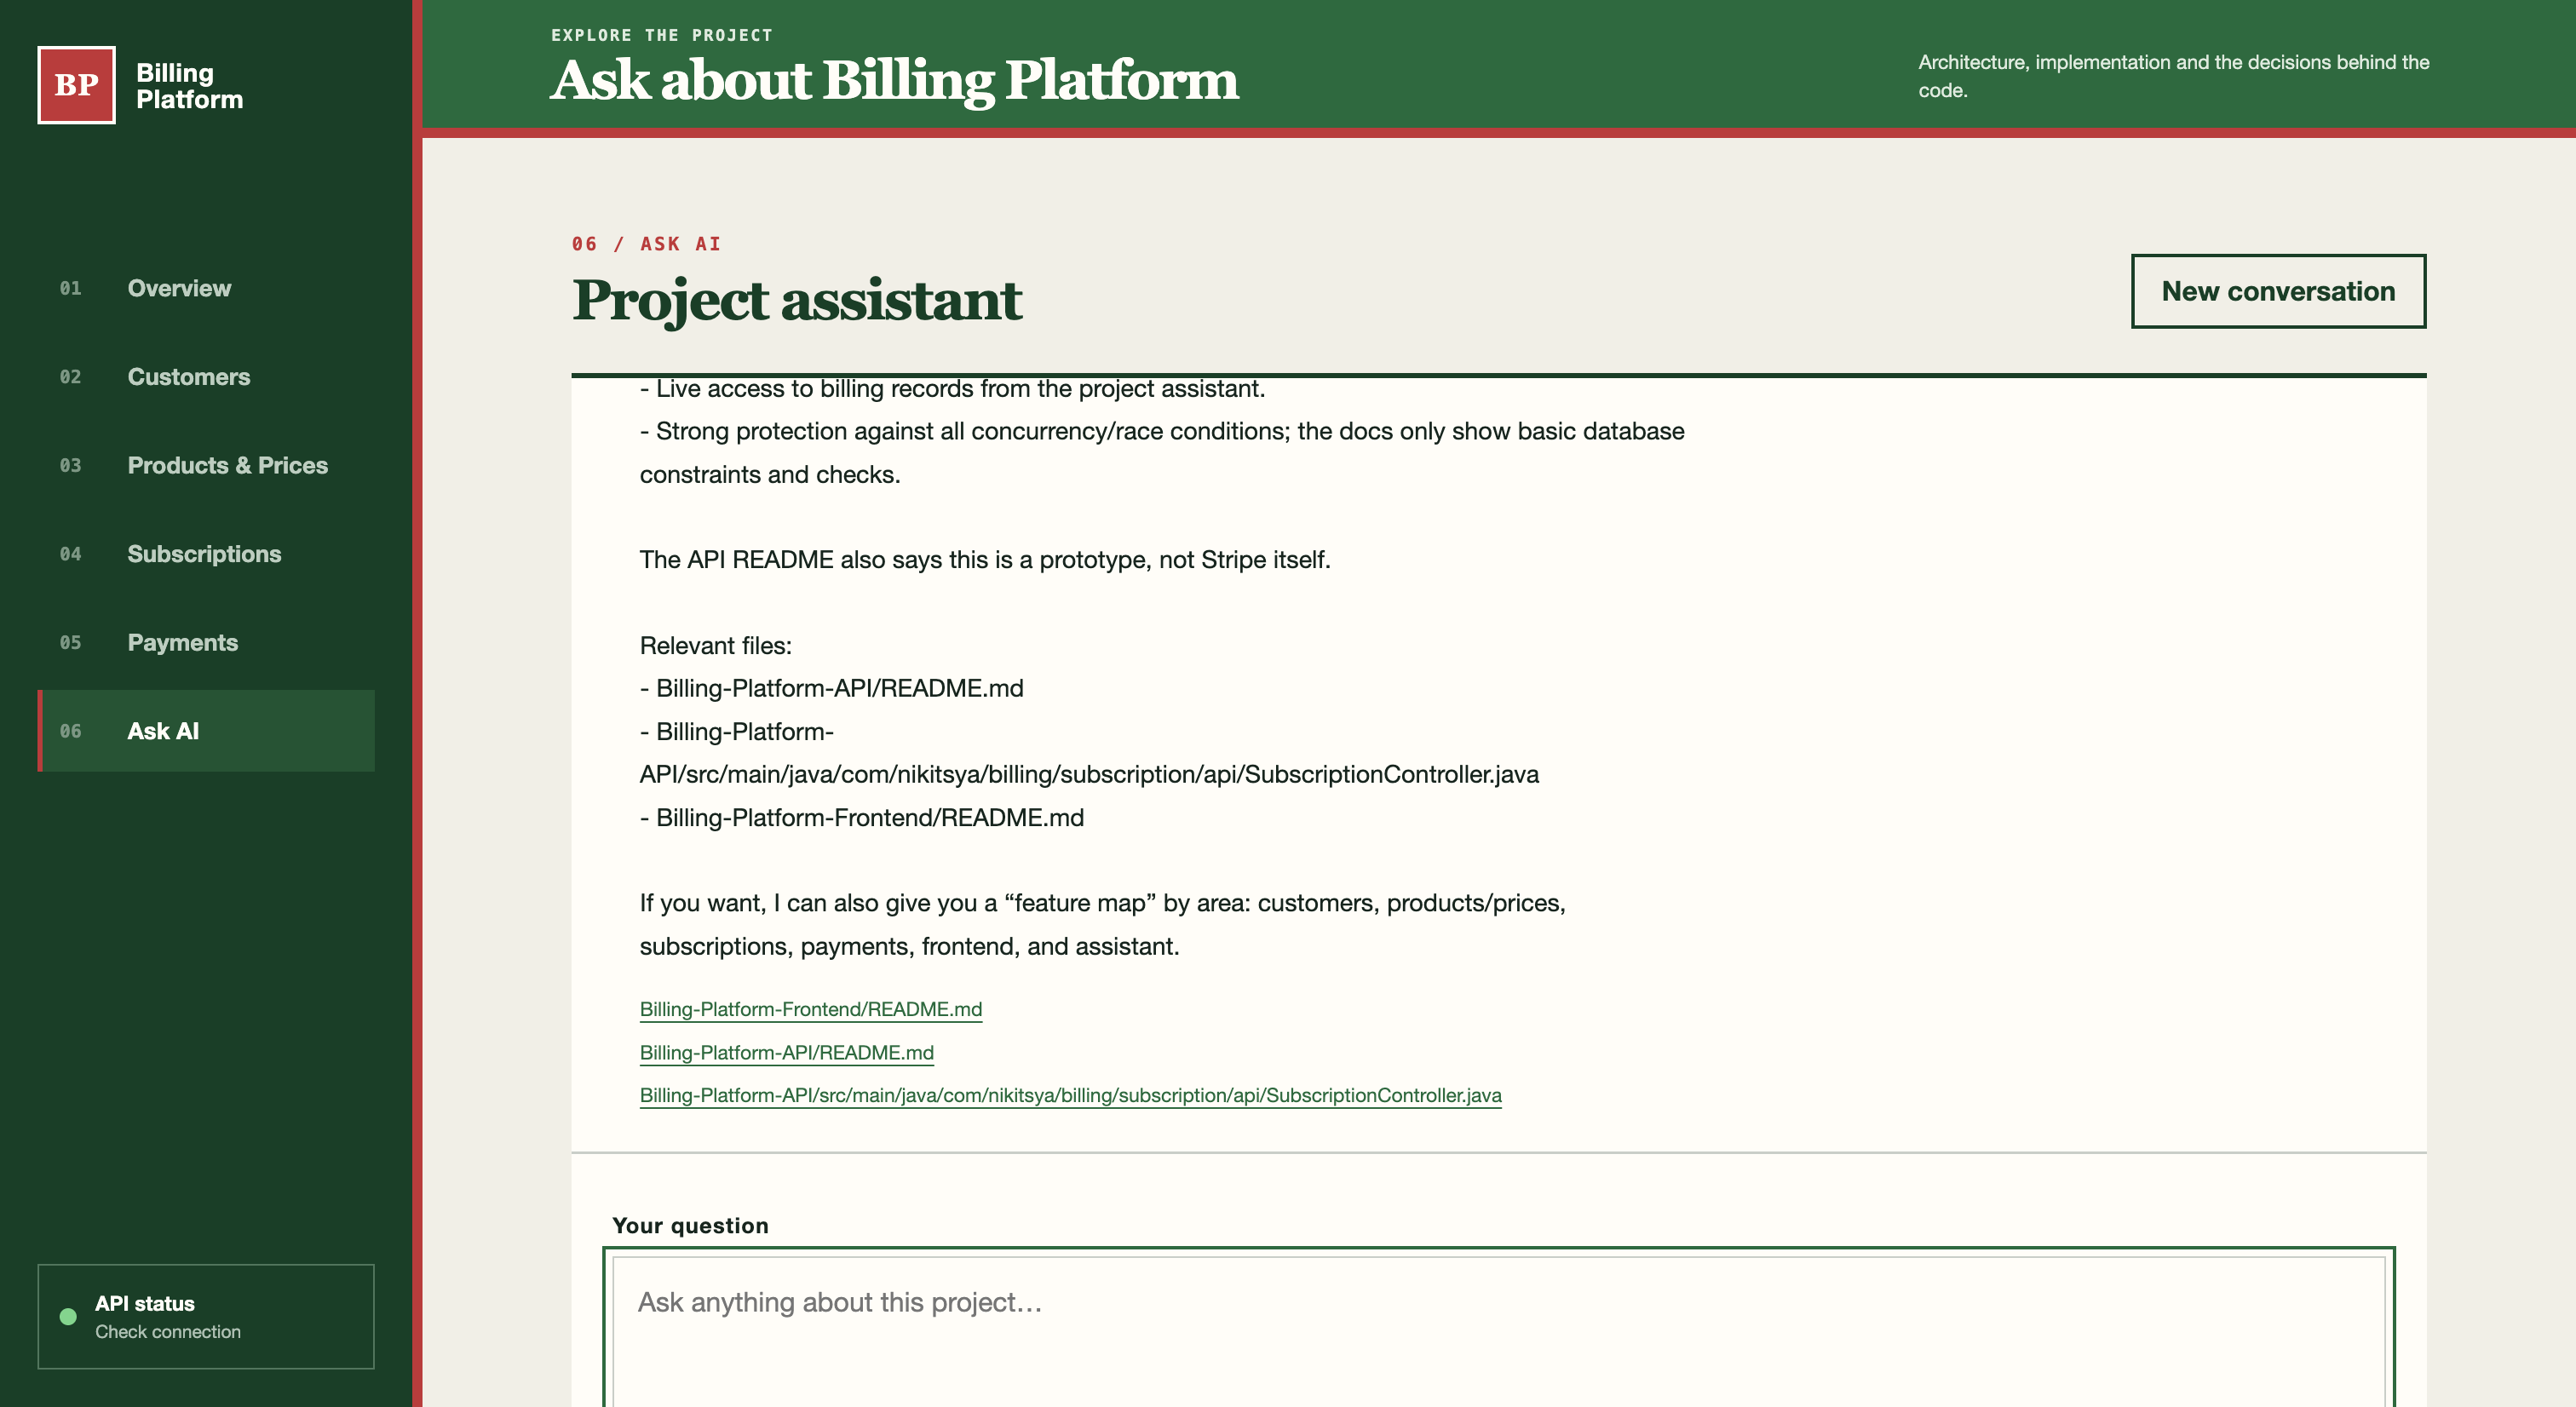 BP
Billing
Platform
01 Overview
02 Customers
03 Products & Prices
04 Subscriptions
05 Payments
06 Ask AI
API status
Check connection
EXPLORE THE PROJECT
Ask about Billing Platform
Architecture, implementation and the decisions behind the
code.
06 / ASK AI
Project assistant
New conversation
- Live access to billing records from the project assistant.
- Strong protection against all concurrency/race conditions; the docs only show basic database
constraints and checks.
The API README also says this is a prototype, not Stripe itself.
Relevant files:
- Billing-Platform-API/README.md
- Billing-Platform-
API/src/main/java/com/nikitsya/billing/subscription/api/SubscriptionController.java
- Billing-Platform-Frontend/README.md
If you want, I can also give you a “feature map” by area: customers, products/prices,
subscriptions, payments, frontend, and assistant.
Billing-Platform-Frontend/README.md
Billing-Platform-API/README.md
Billing-Platform-API/src/main/java/com/nikitsya/billing/subscription/api/SubscriptionController.java
Your question
Ask anything about this project…